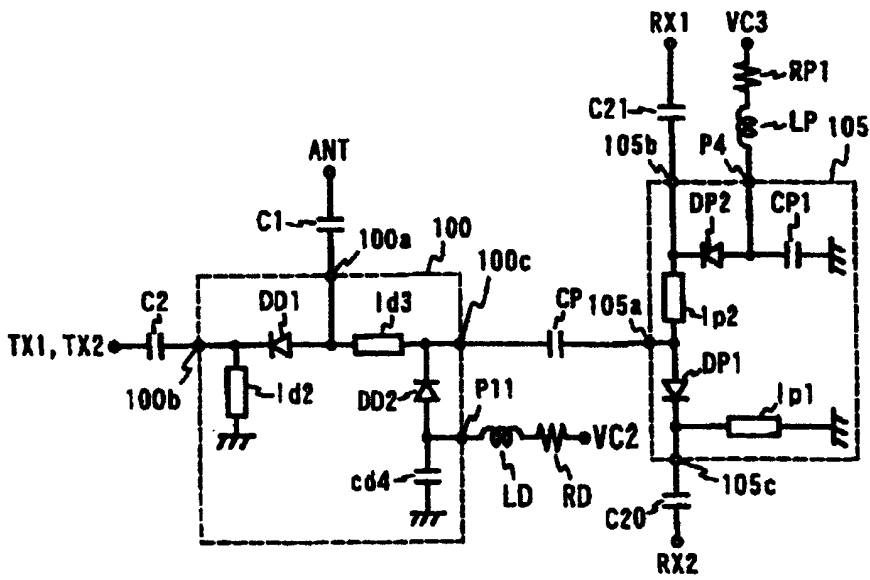 RX1 VC3
RP1
C21
LP
105
105b P4
ANT
DP2 CP1
C1
100
100a
100c
C2
DD1
ld3
CP
105a
lp2
TX1, TX2
DP1
100b
ld2
DD2
P11
lp1
VC2
cd4
LD RD
105c
C20
RX2